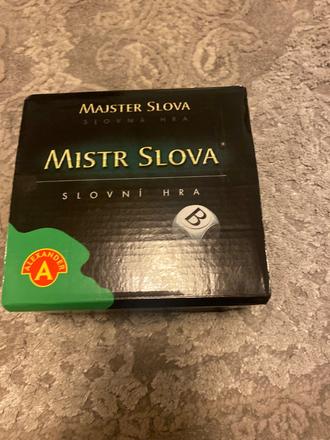 MAJSTER SLOVA
SLOVNÁ HRA
MISTR SLOVA®
SLOVNÍ HRA
B
ALEXANDER
A